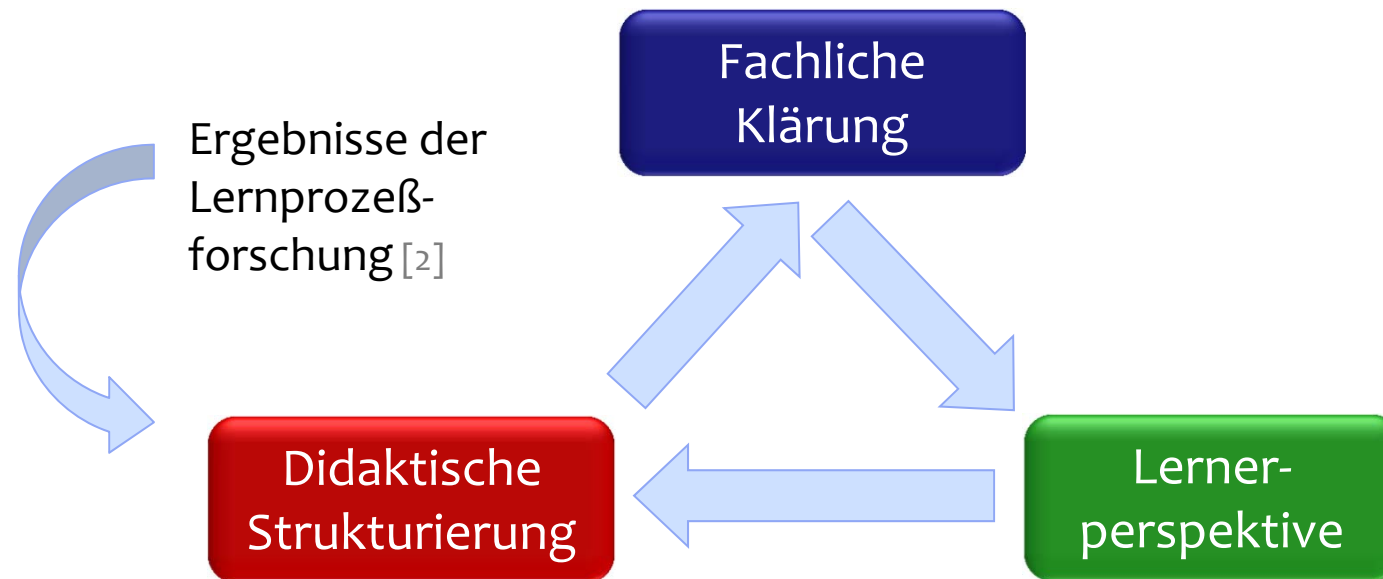 Fachliche
Klärung
Ergebnisse der
Lernprozeß-
forschung [2]
Didaktische
Strukturierung
Lerner-
perspektive